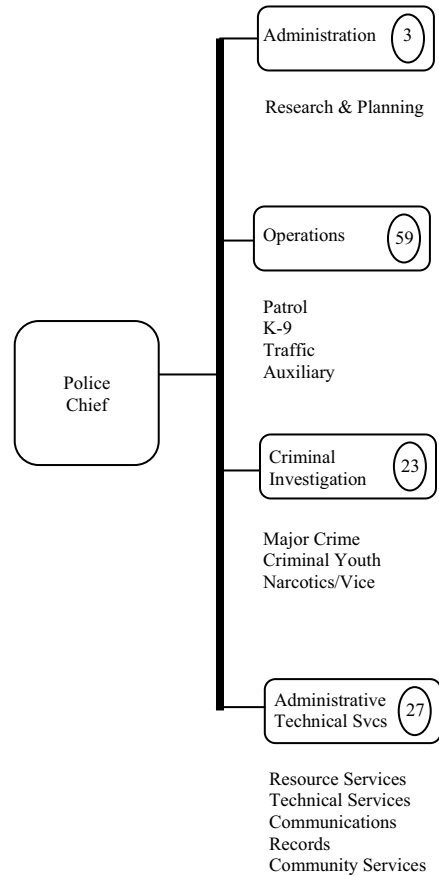 Administration 3
Research & Planning
Operations 59
Patrol
K-9
Traffic
Auxiliary
Police
Chief
Criminal
Investigation 23
Major Crime
Criminal Youth
Narcotics/Vice
Administrative
Technical Svcs 27
Resource Services
Technical Services
Communications
Records
Community Services